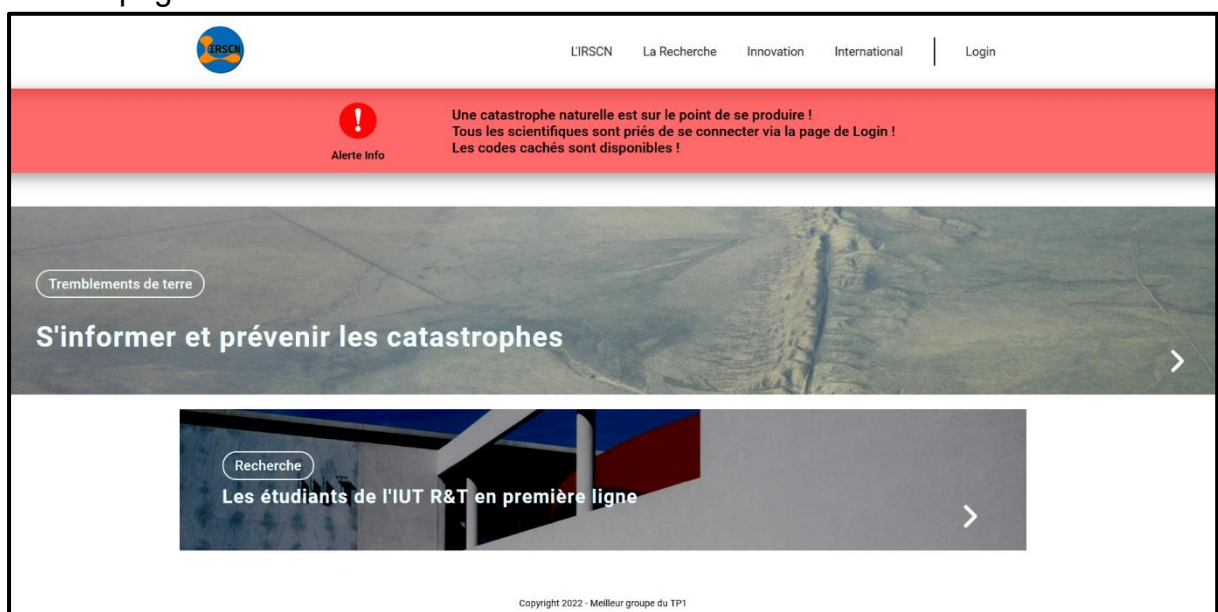 IRSCN
L'IRSCN
La Recherche
Innovation
International
Login
!
Alerte Info
Une catastrophe naturelle est sur le point de se produire !
Tous les scientifiques sont priés de se connecter via la page de Login !
Les codes cachés sont disponibles !
Tremblements de terre
S'informer et prévenir les catastrophes
Recherche
Les étudiants de l'IUT R&T en première ligne
Copyright 2022 - Meilleur groupe du TP1